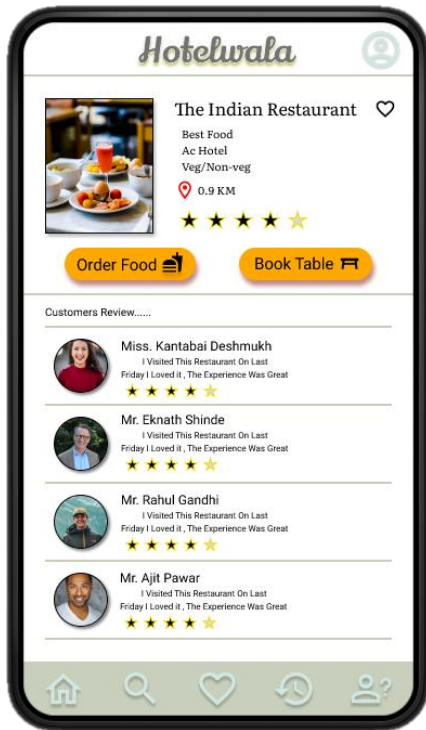 Hotelwala
The Indian Restaurant
Best Food
Ac Hotel
Veg/Non-veg
0.9 KM
Order Food
Book Table
Customers Review......
Miss. Kantabai Deshmukh
I Visited This Restaurant On Last
Friday I Loved it , The Experience Was Great
Mr. Eknath Shinde
I Visited This Restaurant On Last
Friday I Loved it , The Experience Was Great
Mr. Rahul Gandhi
I Visited This Restaurant On Last
Friday I Loved it , The Experience Was Great
Mr. Ajit Pawar
I Visited This Restaurant On Last
Friday I Loved it , The Experience Was Great
?